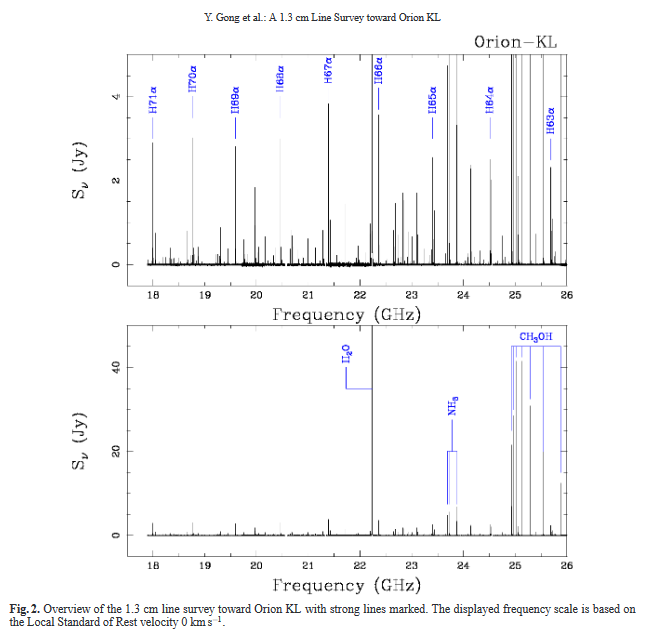 Y. Gong et al.: A 1.3 cm Line Survey toward Orion KL
Orion-KL
H71α
H70α
H69α
H68α
H67α
H66α
H65α
H64α
H63α
4
2
0
Sν (Jy)
18 19 20 21 22 23 24 25 26
Frequency (GHz)
H₂O
NH₃
CH₃OH
40
20
0
Sν (Jy)
18 19 20 21 22 23 24 25 26
Frequency (GHz)
Fig. 2. Overview of the 1.3 cm line survey toward Orion KL with strong lines marked. The displayed frequency scale is based on
the Local Standard of Rest velocity 0 km s⁻¹.